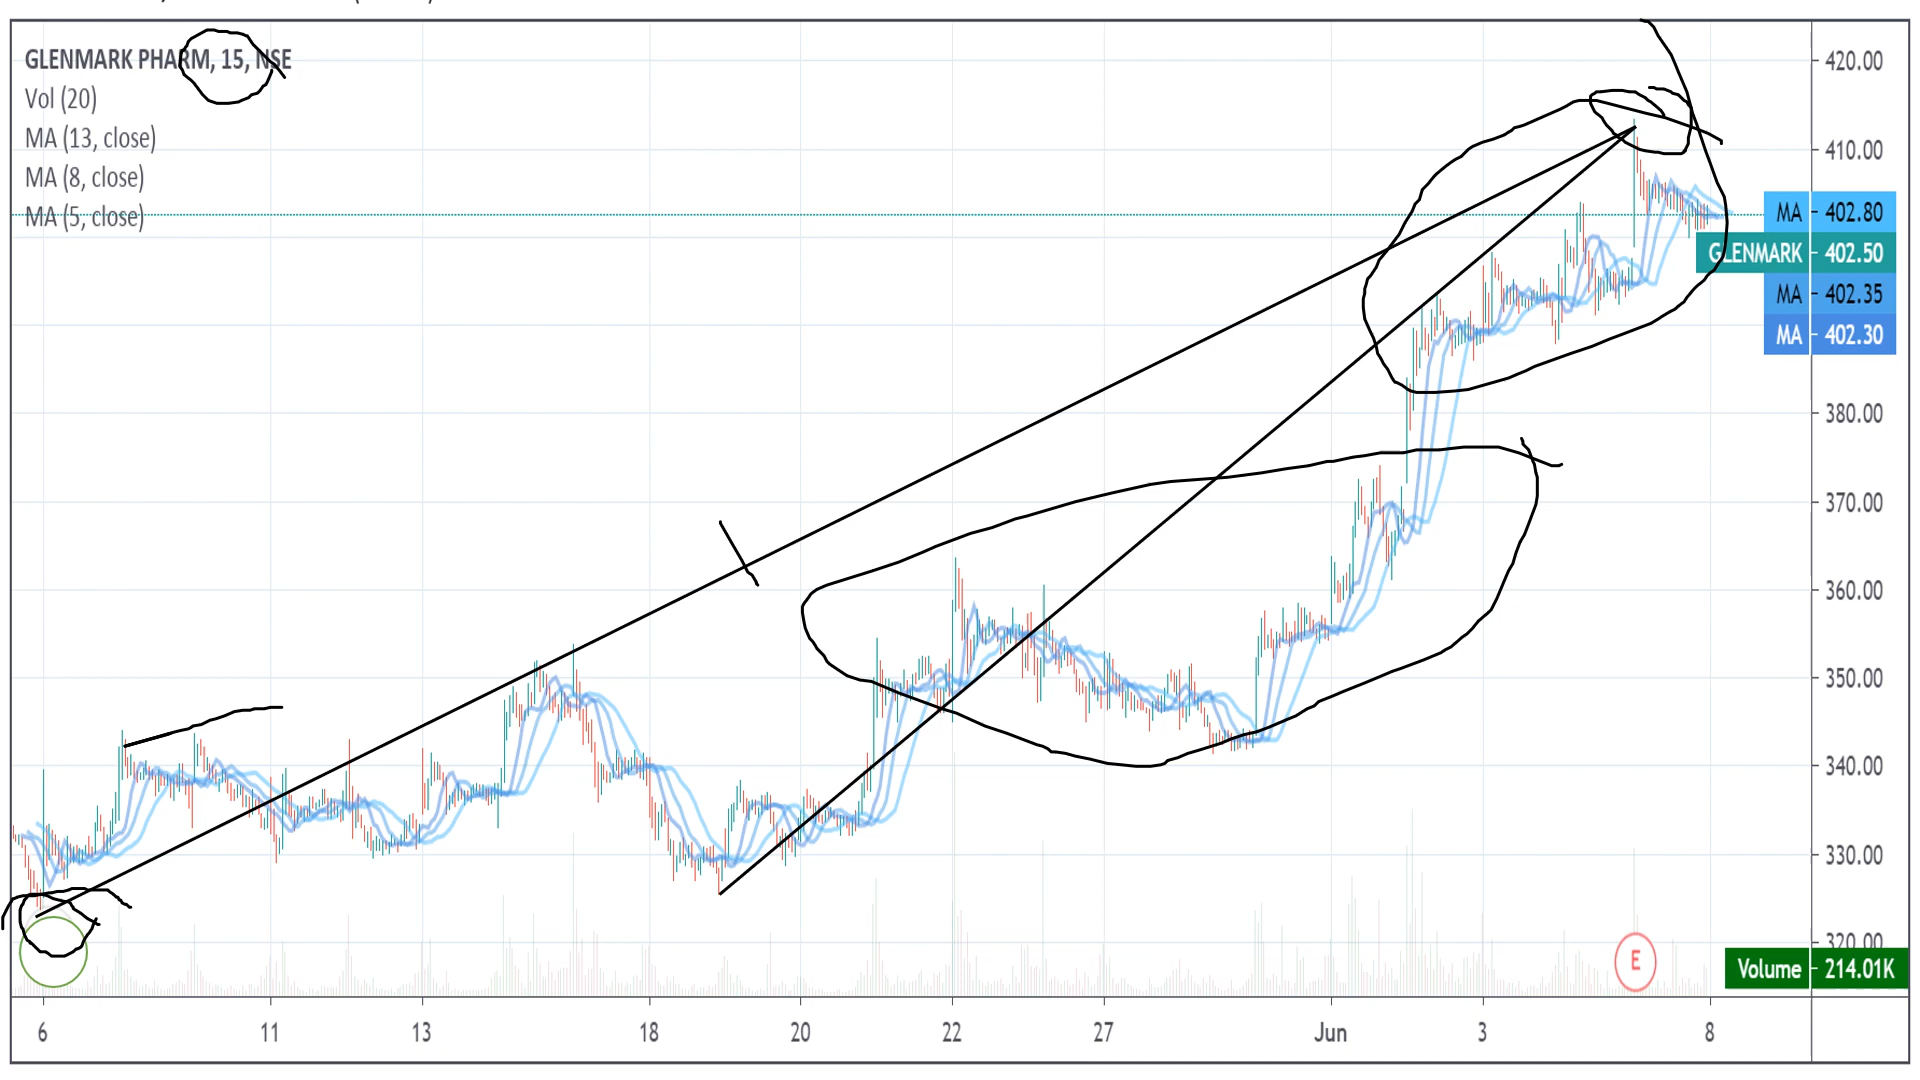 GLENMARK PHARM, 15, NSE
Vol (20)
MA (13, close)
MA (8, close)
MA (5, close)
420.00
410.00
MA 402.80
GLENMARK 402.50
MA 402.35
MA 402.30
380.00
370.00
360.00
350.00
340.00
330.00
320.00
E
Volume 214.01K
6 11 13 18 20 22 27 Jun 3 8